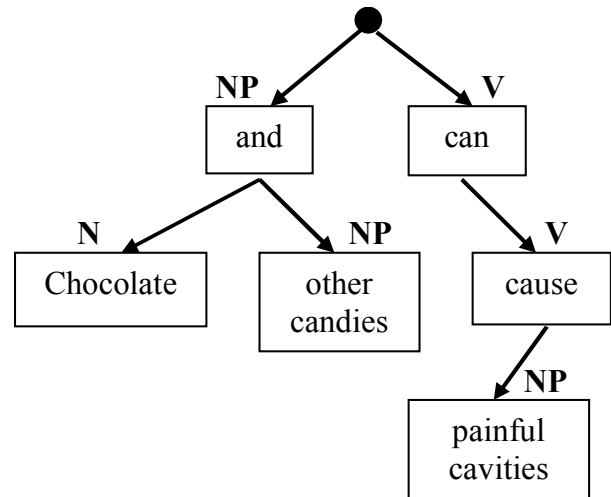 NP
V
and
can
N
NP
V
Chocolate
other
candies
cause
NP
painful
cavities